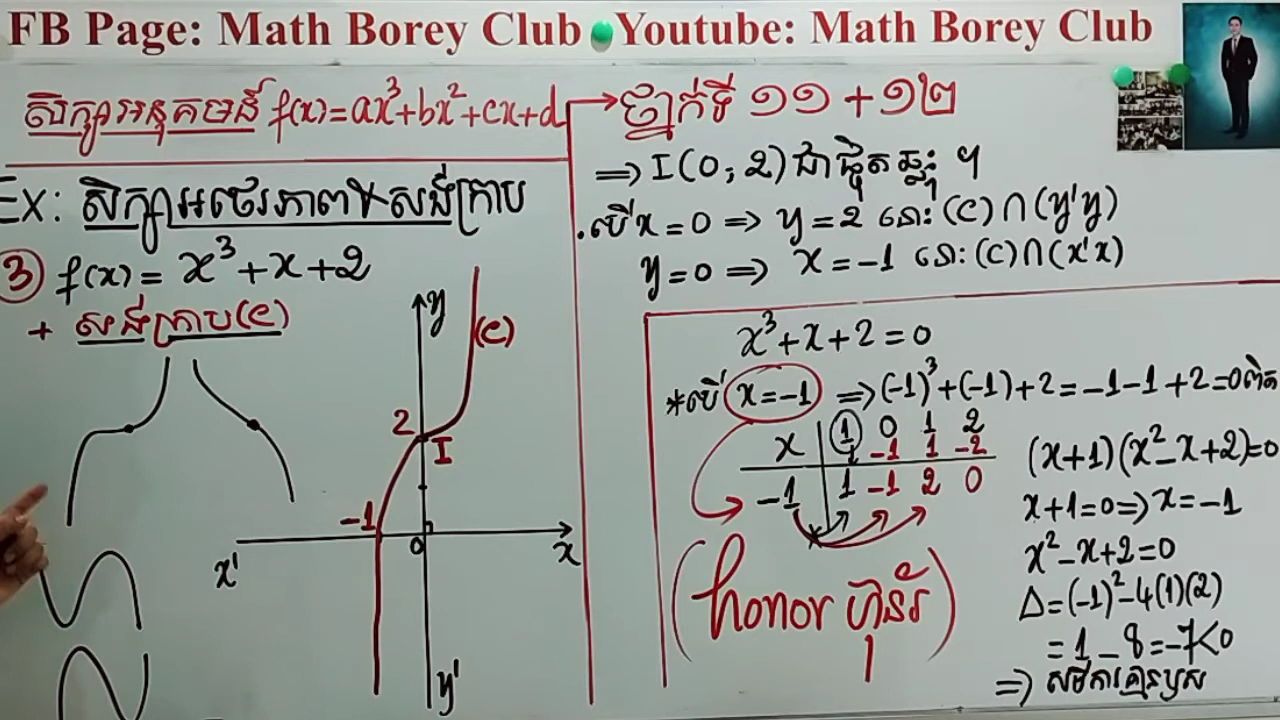 FB Page: Math Borey Club Youtube: Math Borey Club
សិក្សាអនុគមន៍ f(x)=ax³+bx²+cx+d
→ ថ្នាក់ទី ១១ + ១២
EX: សិក្សាអថេរភាព & សង់ក្រាប
③ f(x) = x³+x+2
+ សង់ក្រាប(C)
y
(C)
2
I
-1
0
x'
x
y'
⇒ I(0; 2) ជាផ្ចិតឆ្លុះ ។
. បើ x = 0 ⇒ y = 2 នោះ (C) ∩ (y'y)
y = 0 ⇒ x = -1 នោះ (C) ∩ (x'x)
x³+x+2 = 0
*បើ x=-1 ⇒ (-1)³+(-1)+2 = -1-1+2 = 0 ពិត
x 1 0 1 2
1 -1 1 -2
-1 1 -1 2 0
(honor ហ៊ុនរ័)
(x+1)(x²-x+2)=0
x+1=0 ⇒ x=-1
x²-x+2=0
Δ=(-1)²-4(1)(2)
= 1 - 8 = -7<0
⇒ សមីការគ្មានឫស